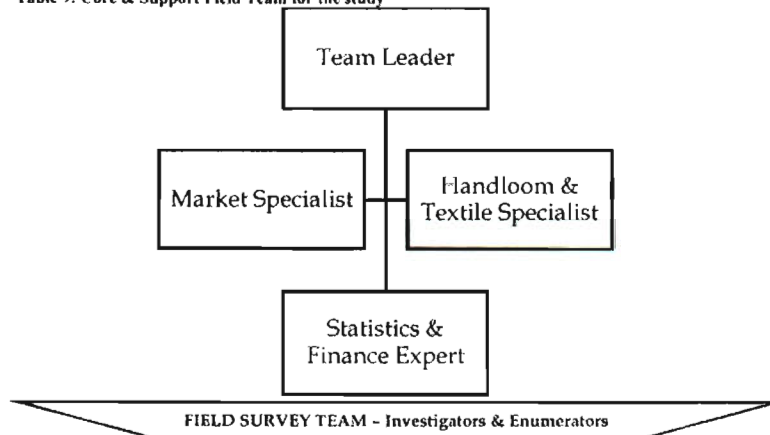 Core & Support Field Team for the study
Team Leader
Market Specialist
Handloom &
Textile Specialist
Statistics &
Finance Expert
FIELD SURVEY TEAM – Investigators & Enumerators